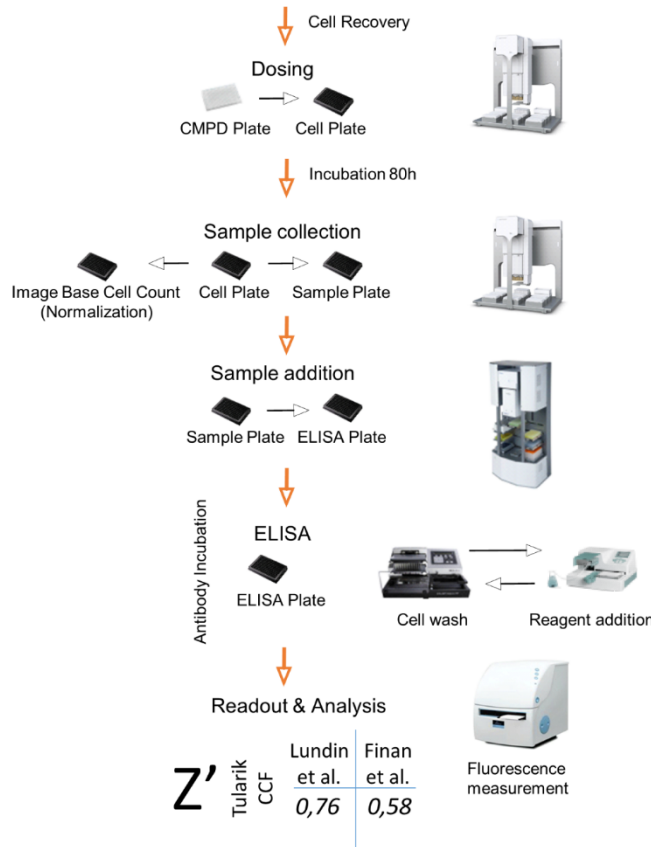 Cell Recovery
Dosing
CMPD Plate
Cell Plate
Incubation 80h
Sample collection
Image Base Cell Count
(Normalization)
Cell Plate
Sample Plate
Sample addition
Sample Plate
ELISA Plate
Antibody Incubation
ELISA
ELISA Plate
Cell wash
Reagent addition
Readout & Analysis
Z'
Tularik
CCF
Lundin
et al.
Finan
et al.
0,76
0,58
Fluorescence
measurement